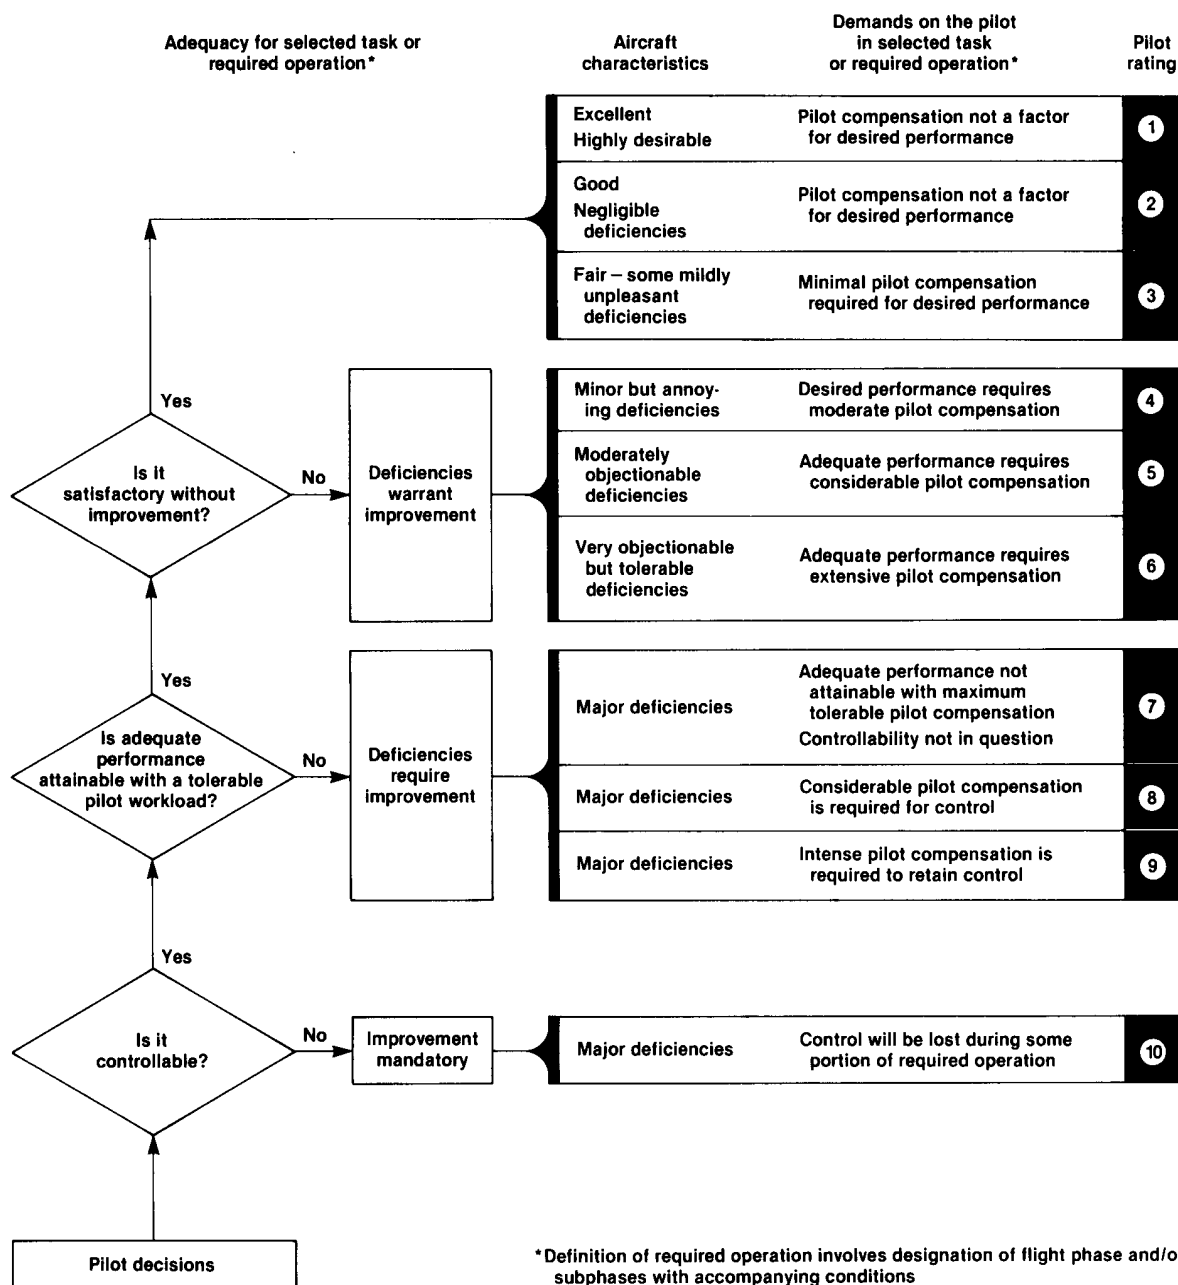 Adequacy for selected task or
required operation*
Aircraft
characteristics
Demands on the pilot
in selected task
or required operation*
Pilot
rating
Excellent
Highly desirable
Pilot compensation not a factor
for desired performance
1
Good
Negligible
deficiencies
Pilot compensation not a factor
for desired performance
2
Fair – some mildly
unpleasant
deficiencies
Minimal pilot compensation
required for desired performance
3
Yes
Is it
satisfactory without
improvement?
No
Deficiencies
warrant
improvement
Minor but annoy-
ing deficiencies
Desired performance requires
moderate pilot compensation
4
Moderately
objectionable
deficiencies
Adequate performance requires
considerable pilot compensation
5
Very objectionable
but tolerable
deficiencies
Adequate performance requires
extensive pilot compensation
6
Yes
Is adequate
performance
attainable with a tolerable
pilot workload?
No
Deficiencies
require
improvement
Major deficiencies
Adequate performance not
attainable with maximum
tolerable pilot compensation
Controllability not in question
7
Major deficiencies
Considerable pilot compensation
is required for control
8
Major deficiencies
Intense pilot compensation is
required to retain control
9
Yes
Is it
controllable?
No
Improvement
mandatory
Major deficiencies
Control will be lost during some
portion of required operation
10
Pilot decisions
*Definition of required operation involves designation of flight phase and/o
subphases with accompanying conditions